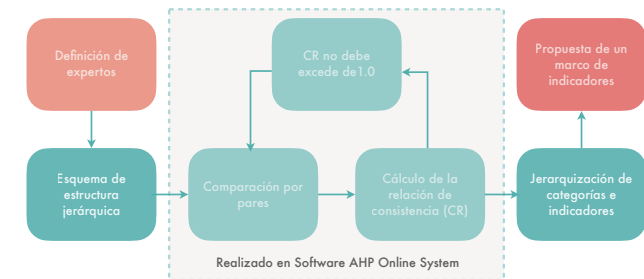 Definición de
expertos
CR no debe
excede de1.0
Propuesta de un
marco de
indicadores
Esquema de
estructura
jerárquica
Comparación por
pares
Cálculo de la
relación de
consistencia (CR)
Jerarquización de
categorías e
indicadores
Realizado en Software AHP Online System